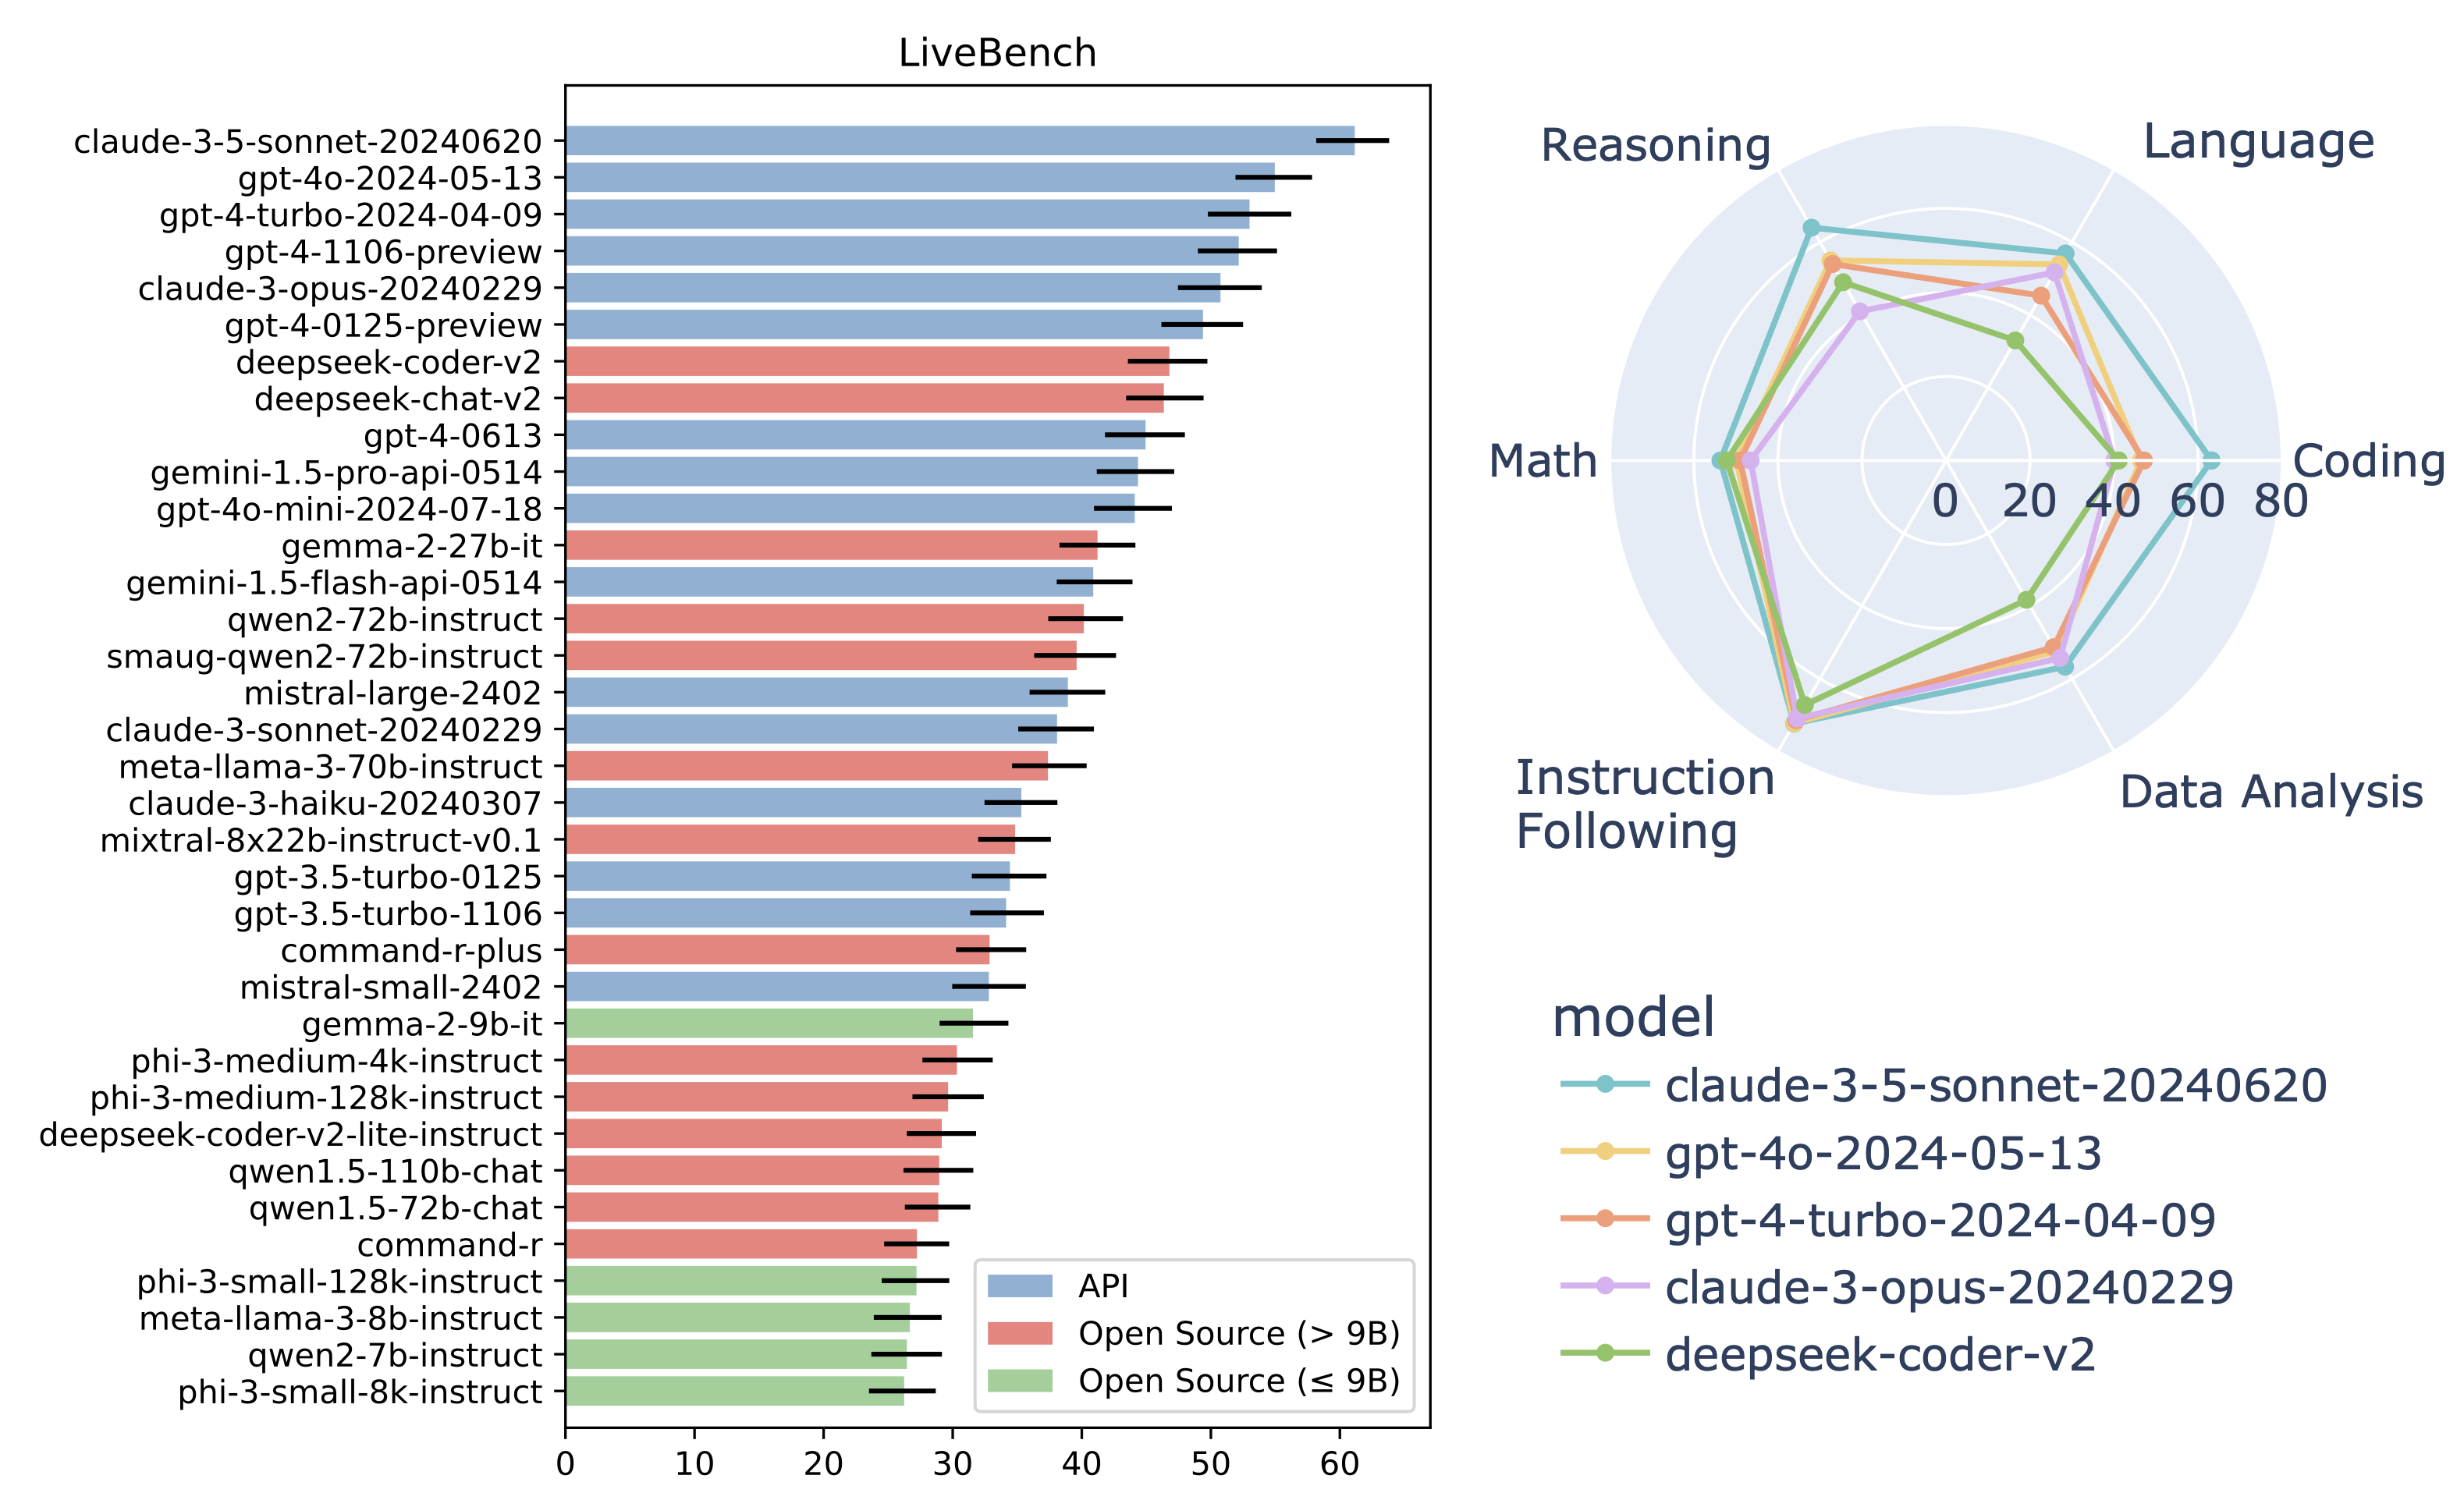 LiveBench
claude-3-5-sonnet-20240620
gpt-4o-2024-05-13
gpt-4-turbo-2024-04-09
gpt-4-1106-preview
claude-3-opus-20240229
gpt-4-0125-preview
deepseek-coder-v2
deepseek-chat-v2
gpt-4-0613
gemini-1.5-pro-api-0514
gpt-4o-mini-2024-07-18
gemma-2-27b-it
gemini-1.5-flash-api-0514
qwen2-72b-instruct
smaug-qwen2-72b-instruct
mistral-large-2402
claude-3-sonnet-20240229
meta-llama-3-70b-instruct
claude-3-haiku-20240307
mixtral-8x22b-instruct-v0.1
gpt-3.5-turbo-0125
gpt-3.5-turbo-1106
command-r-plus
mistral-small-2402
gemma-2-9b-it
phi-3-medium-4k-instruct
phi-3-medium-128k-instruct
deepseek-coder-v2-lite-instruct
qwen1.5-110b-chat
qwen1.5-72b-chat
command-r
phi-3-small-128k-instruct
meta-llama-3-8b-instruct
qwen2-7b-instruct
phi-3-small-8k-instruct
0 10 20 30 40 50 60
API
Open Source (> 9B)
Open Source (≤ 9B)
Reasoning
Language
Math
Coding
0 20 40 60 80
Instruction
Following
Data Analysis
model
claude-3-5-sonnet-20240620
gpt-4o-2024-05-13
gpt-4-turbo-2024-04-09
claude-3-opus-20240229
deepseek-coder-v2